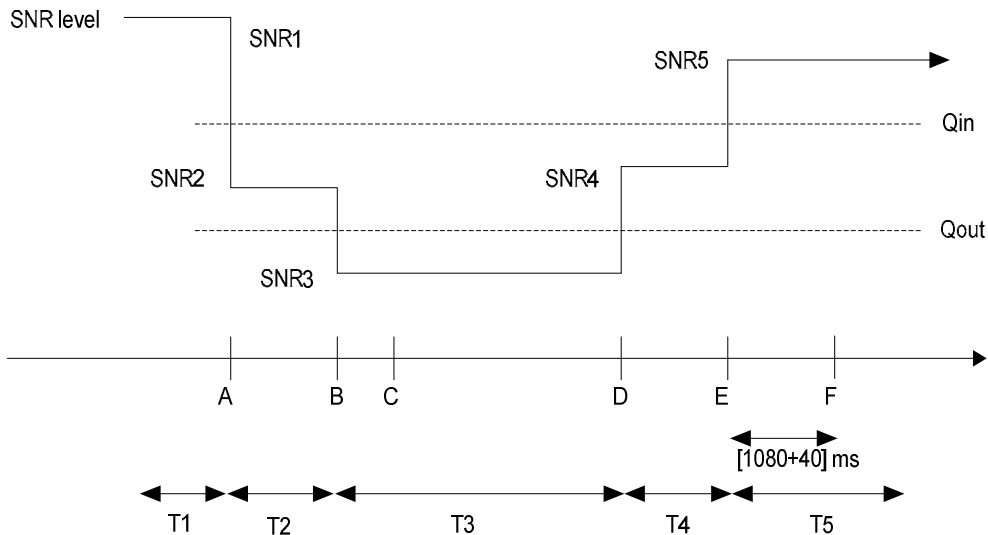 SNR level
SNR1
SNR5
Qin
SNR2
SNR4
Qout
SNR3
A
B
C
D
E
F
[1080+40] ms
T1
T2
T3
T4
T5